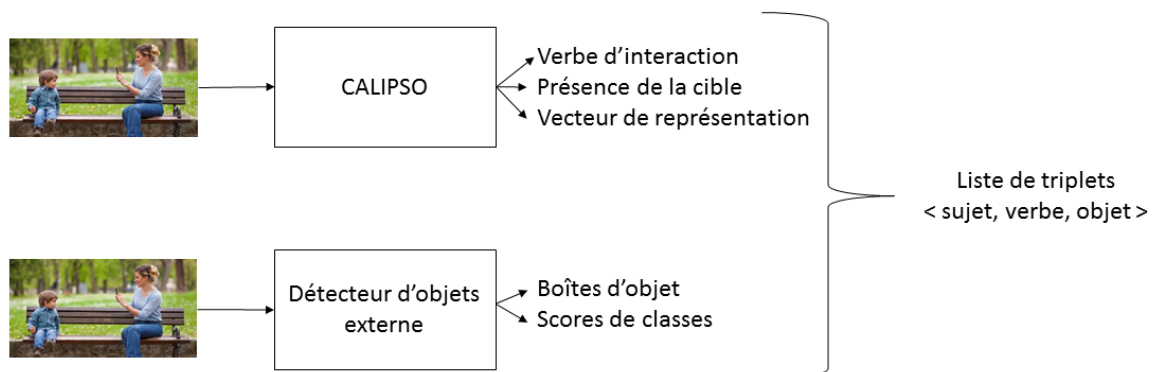 CALIPSO
Verbe d'interaction
Présence de la cible
Vecteur de représentation
Liste de triplets
< sujet, verbe, objet >
Détecteur d'objets
externe
Boîtes d'objet
Scores de classes